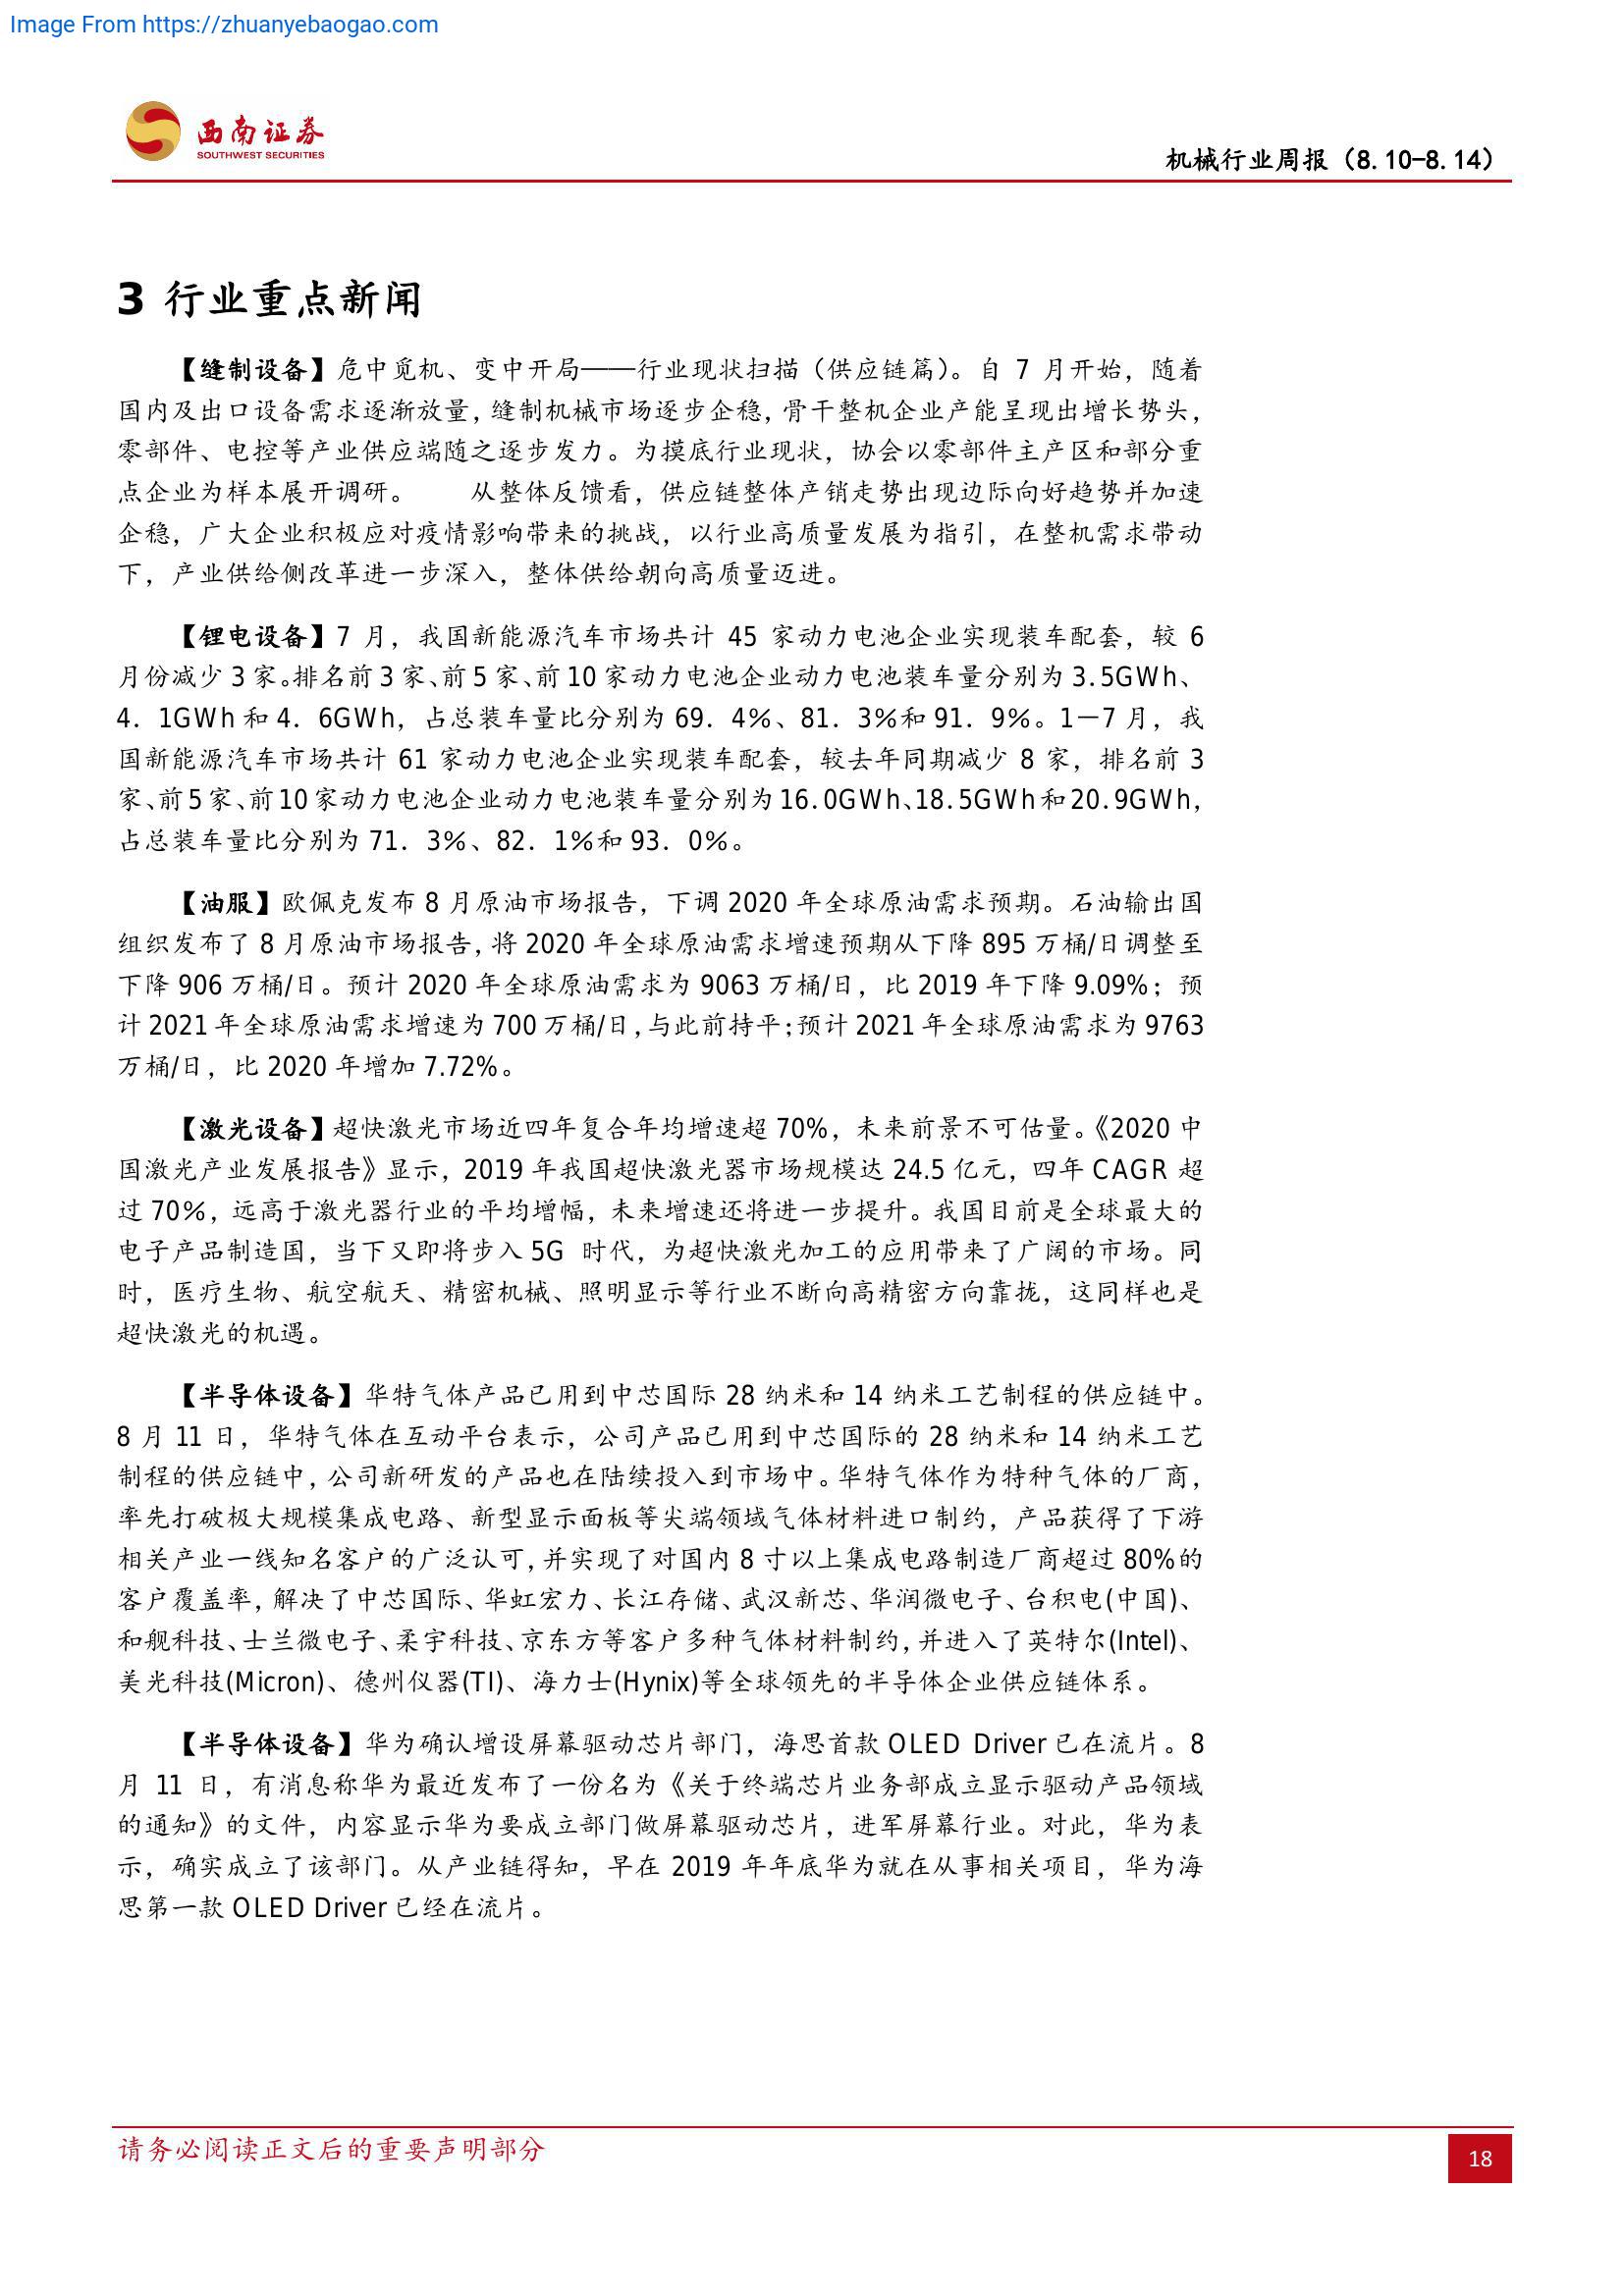 Image From https://zhuanyebaogao.com
西南证券
SOUTHWEST SECURITIES
机械行业周报（8.10-8.14）
3 行业重点新闻
【缝制设备】危中觅机、变中开局——行业现状扫描（供应链篇）。自 7 月开始，随着
国内及出口设备需求逐渐放量，缝制机械市场逐步企稳，骨干整机企业产能呈现出增长势头，
零部件、电控等产业供应端随之逐步发力。为摸底行业现状，协会以零部件主产区和部分重
点企业为样本展开调研。 从整体反馈看，供应链整体产销走势出现边际向好趋势并加速
企稳，广大企业积极应对疫情影响带来的挑战，以行业高质量发展为指引，在整机需求带动
下，产业供给侧改革进一步深入，整体供给朝向高质量迈进。
【锂电设备】7 月，我国新能源汽车市场共计 45 家动力电池企业实现装车配套，较 6
月份减少 3 家。排名前 3 家、前 5 家、前 10 家动力电池企业动力电池装车量分别为 3.5GWh、
4．1GWh 和 4．6GWh，占总装车量比分别为 69．4%、81．3%和 91．9%。1－7 月，我
国新能源汽车市场共计 61 家动力电池企业实现装车配套，较去年同期减少 8 家，排名前 3
家、前 5 家、前 10 家动力电池企业动力电池装车量分别为 16.0GWh、18.5GWh 和 20.9GWh，
占总装车量比分别为 71．3%、82．1%和 93．0%。
【油服】欧佩克发布 8 月原油市场报告，下调 2020 年全球原油需求预期。石油输出国
组织发布了 8 月原油市场报告，将 2020 年全球原油需求增速预期从下降 895 万桶/日调整至
下降 906 万桶/日。预计 2020 年全球原油需求为 9063 万桶/日，比 2019 年下降 9.09%；预
计 2021 年全球原油需求增速为 700 万桶/日，与此前持平；预计 2021 年全球原油需求为 9763
万桶/日，比 2020 年增加 7.72%。
【激光设备】超快激光市场近四年复合年均增速超 70%，未来前景不可估量。《2020 中
国激光产业发展报告》显示，2019 年我国超快激光器市场规模达 24.5 亿元，四年 CAGR 超
过 70%，远高于激光器行业的平均增幅，未来增速还将进一步提升。我国目前是全球最大的
电子产品制造国，当下又即将步入 5G 时代，为超快激光加工的应用带来了广阔的市场。同
时，医疗生物、航空航天、精密机械、照明显示等行业不断向高精密方向靠拢，这同样也是
超快激光的机遇。
【半导体设备】华特气体产品已用到中芯国际 28 纳米和 14 纳米工艺制程的供应链中。
8 月 11 日，华特气体在互动平台表示，公司产品已用到中芯国际的 28 纳米和 14 纳米工艺
制程的供应链中，公司新研发的产品也在陆续投入到市场中。华特气体作为特种气体的厂商，
率先打破极大规模集成电路、新型显示面板等尖端领域气体材料进口制约，产品获得了下游
相关产业一线知名客户的广泛认可，并实现了对国内 8 寸以上集成电路制造厂商超过 80%的
客户覆盖率，解决了中芯国际、华虹宏力、长江存储、武汉新芯、华润微电子、台积电(中国)、
和舰科技、士兰微电子、柔宇科技、京东方等客户多种气体材料制约，并进入了英特尔(Intel)、
美光科技(Micron)、德州仪器(TI)、海力士(Hynix)等全球领先的半导体企业供应链体系。
【半导体设备】华为确认增设屏幕驱动芯片部门，海思首款 OLED Driver 已在流片。8
月 11 日，有消息称华为最近发布了一份名为《关于终端芯片业务部成立显示驱动产品领域
的通知》的文件，内容显示华为要成立部门做屏幕驱动芯片，进军屏幕行业。对此，华为表
示，确实成立了该部门。从产业链得知，早在 2019 年年底华为就在从事相关项目，华为海
思第一款 OLED Driver 已经在流片。
请务必阅读正文后的重要声明部分
18